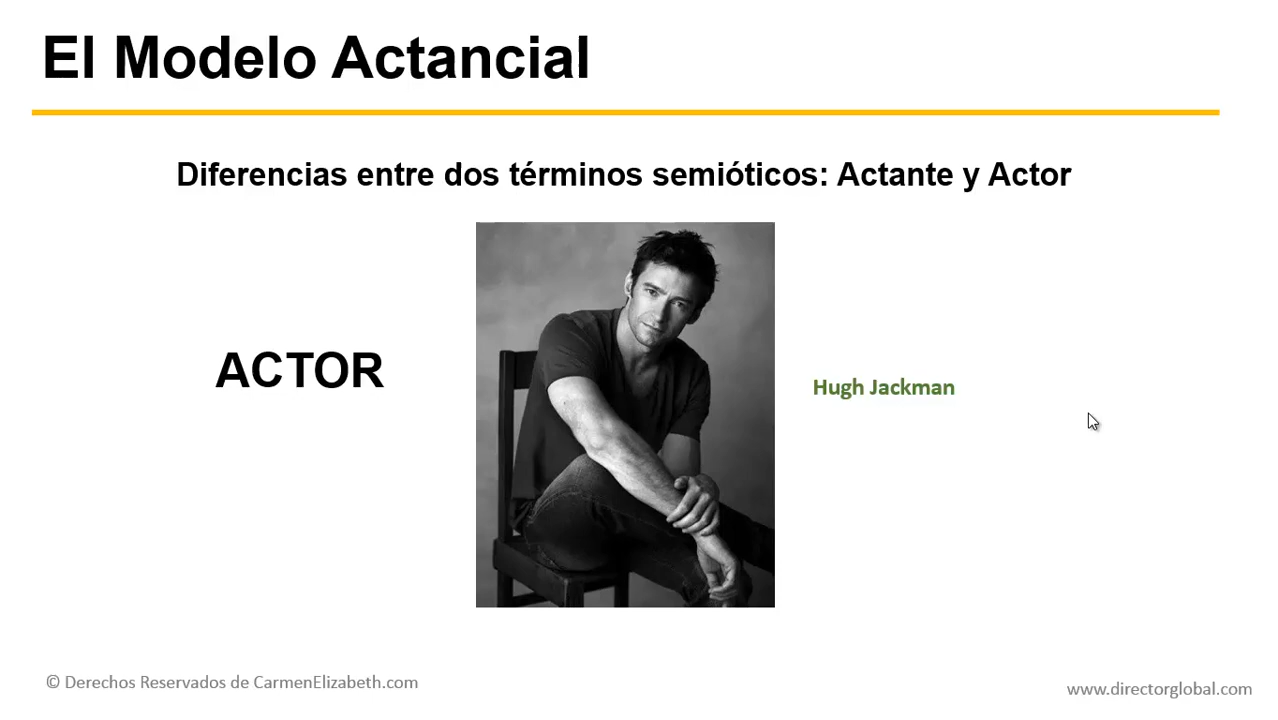 El Modelo Actancial
Diferencias entre dos términos semióticos: Actante y Actor
ACTOR
Hugh Jackman
© Derechos Reservados de CarmenElizabeth.com
www.directorglobal.com